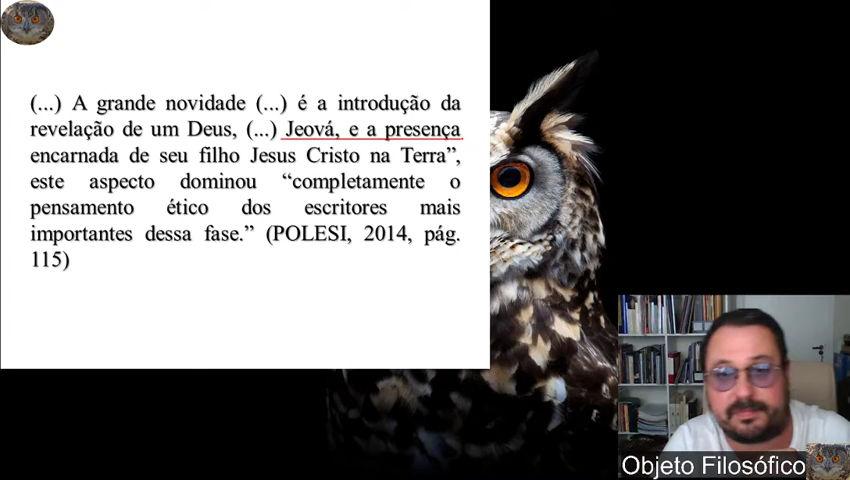 (...) A grande novidade (...) é a introdução da
revelação de um Deus, (...) Jeová, e a presença
encarnada de seu filho Jesus Cristo na Terra”,
este aspecto dominou “completamente o
pensamento ético dos escritores mais
importantes dessa fase.” (POLESI, 2014, pág.
115)
Objeto Filosófico